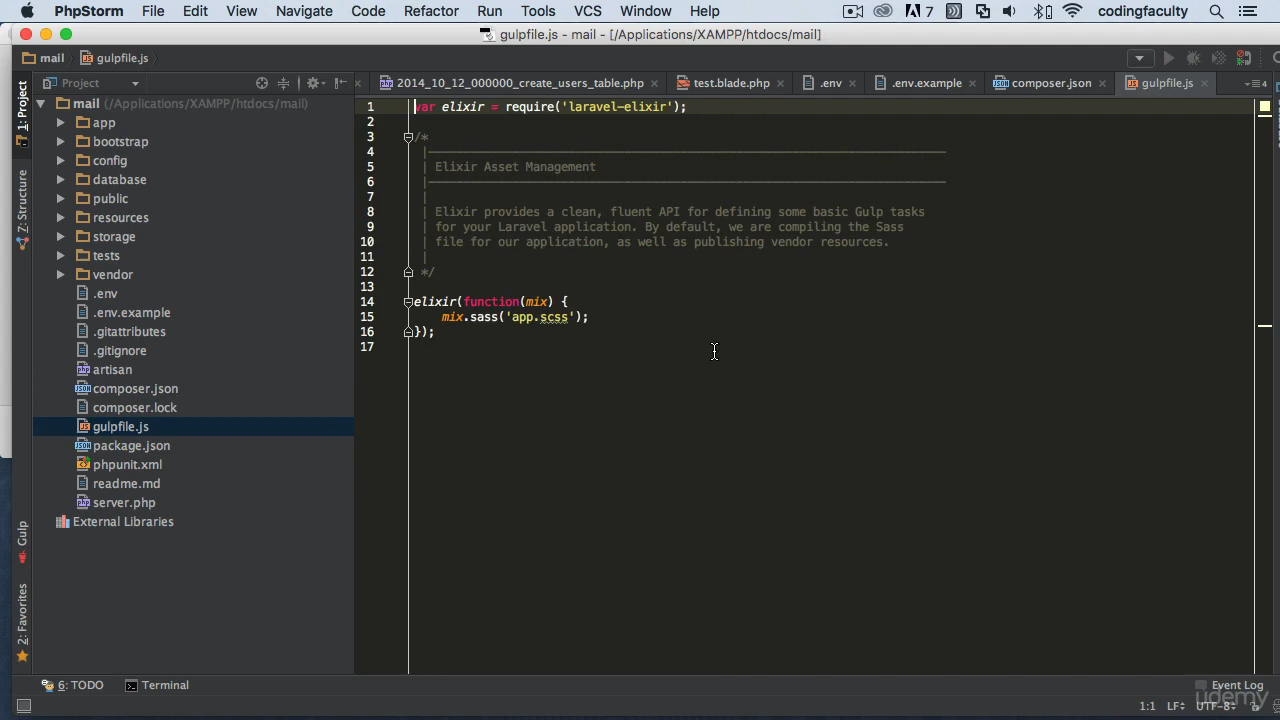 PhpStorm File Edit View Navigate Code Refactor Run Tools VCS Window Help 7 codingfaculty
gulpfile.js - mail - [/Applications/XAMPP/htdocs/mail]
mail gulpfile.js
Project 2014_10_12_000000_create_users_table.php test.blade.php .env .env.example composer.json gulpfile.js
1: Project
Z: Structure
Gulp
2: Favorites
mail (/Applications/XAMPP/htdocs/mail)
app
bootstrap
config
database
public
resources
storage
tests
vendor
.env
.env.example
.gitattributes
.gitignore
artisan
composer.json
composer.lock
gulpfile.js
package.json
phpunit.xml
readme.md
server.php
External Libraries
1 var elixir = require('laravel-elixir');
2
3 /*
4 |--------------------------------------------------------------------------
5 | Elixir Asset Management
6 |--------------------------------------------------------------------------
7 |
8 | Elixir provides a clean, fluent API for defining some basic Gulp tasks
9 | for your Laravel application. By default, we are compiling the Sass
10 | file for our application, as well as publishing vendor resources.
11 |
12 */
13
14 elixir(function(mix) {
15 mix.sass('app.scss');
16 });
17
6: TODO Terminal Event Log
1:1 LF UTF-8
udemy